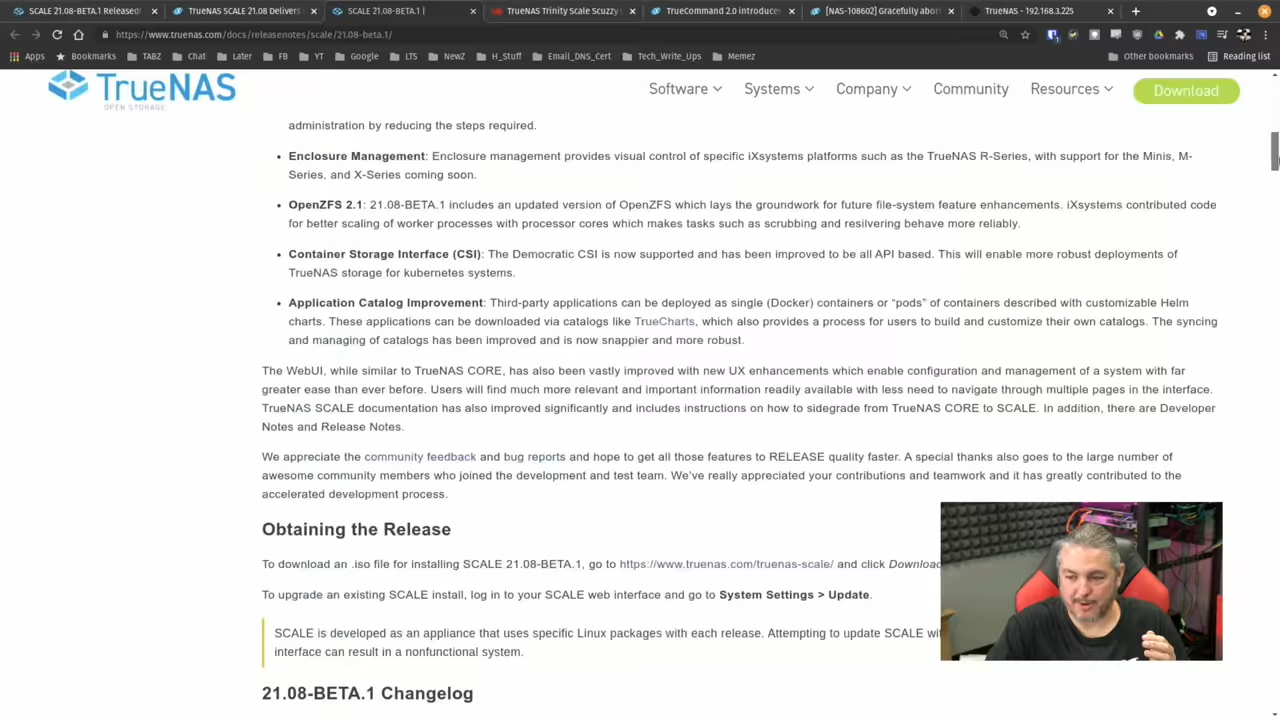 SCALE 21.08-BETA.1 Released!
TrueNAS SCALE 21.08 Delivers
SCALE 21.08-BETA.1 |
TrueNAS Trinity Scale Scuzzy
TrueCommand 2.0 introduces
[NAS-108602] Gracefully abor
TrueNAS - 192.168.3.225
https://www.truenas.com/docs/releasenotes/scale/21.08-beta.1/
Apps Bookmarks TABZ Chat Later FB YT Google LTS NewZ H_Stuff Email_DNS_Cert Tech_Write_Ups Memez Other bookmarks Reading list
TrueNAS
OPEN STORAGE
Software Systems Company Community Resources Download
administration by reducing the steps required.
• Enclosure Management: Enclosure management provides visual control of specific iXsystems platforms such as the TrueNAS R-Series, with support for the Minis, M-
Series, and X-Series coming soon.
• OpenZFS 2.1: 21.08-BETA.1 includes an updated version of OpenZFS which lays the groundwork for future file-system feature enhancements. iXsystems contributed code
for better scaling of worker processes with processor cores which makes tasks such as scrubbing and resilvering behave more reliably.
• Container Storage Interface (CSI): The Democratic CSI is now supported and has been improved to be all API based. This will enable more robust deployments of
TrueNAS storage for kubernetes systems.
• Application Catalog Improvement: Third-party applications can be deployed as single (Docker) containers or “pods” of containers described with customizable Helm
charts. These applications can be downloaded via catalogs like TrueCharts, which also provides a process for users to build and customize their own catalogs. The syncing
and managing of catalogs has been improved and is now snappier and more robust.
The WebUI, while similar to TrueNAS CORE, has also been vastly improved with new UX enhancements which enable configuration and management of a system with far
greater ease than ever before. Users will find much more relevant and important information readily available with less need to navigate through multiple pages in the interface.
TrueNAS SCALE documentation has also improved significantly and includes instructions on how to sidegrade from TrueNAS CORE to SCALE. In addition, there are Developer
Notes and Release Notes.
We appreciate the community feedback and bug reports and hope to get all those features to RELEASE quality faster. A special thanks also goes to the large number of
awesome community members who joined the development and test team. We’ve really appreciated your contributions and teamwork and it has greatly contributed to the
accelerated development process.
Obtaining the Release
To download an .iso file for installing SCALE 21.08-BETA.1, go to https://www.truenas.com/truenas-scale/ and click Download
To upgrade an existing SCALE install, log in to your SCALE web interface and go to System Settings > Update.
SCALE is developed as an appliance that uses specific Linux packages with each release. Attempting to update SCALE wit
interface can result in a nonfunctional system.
21.08-BETA.1 Changelog